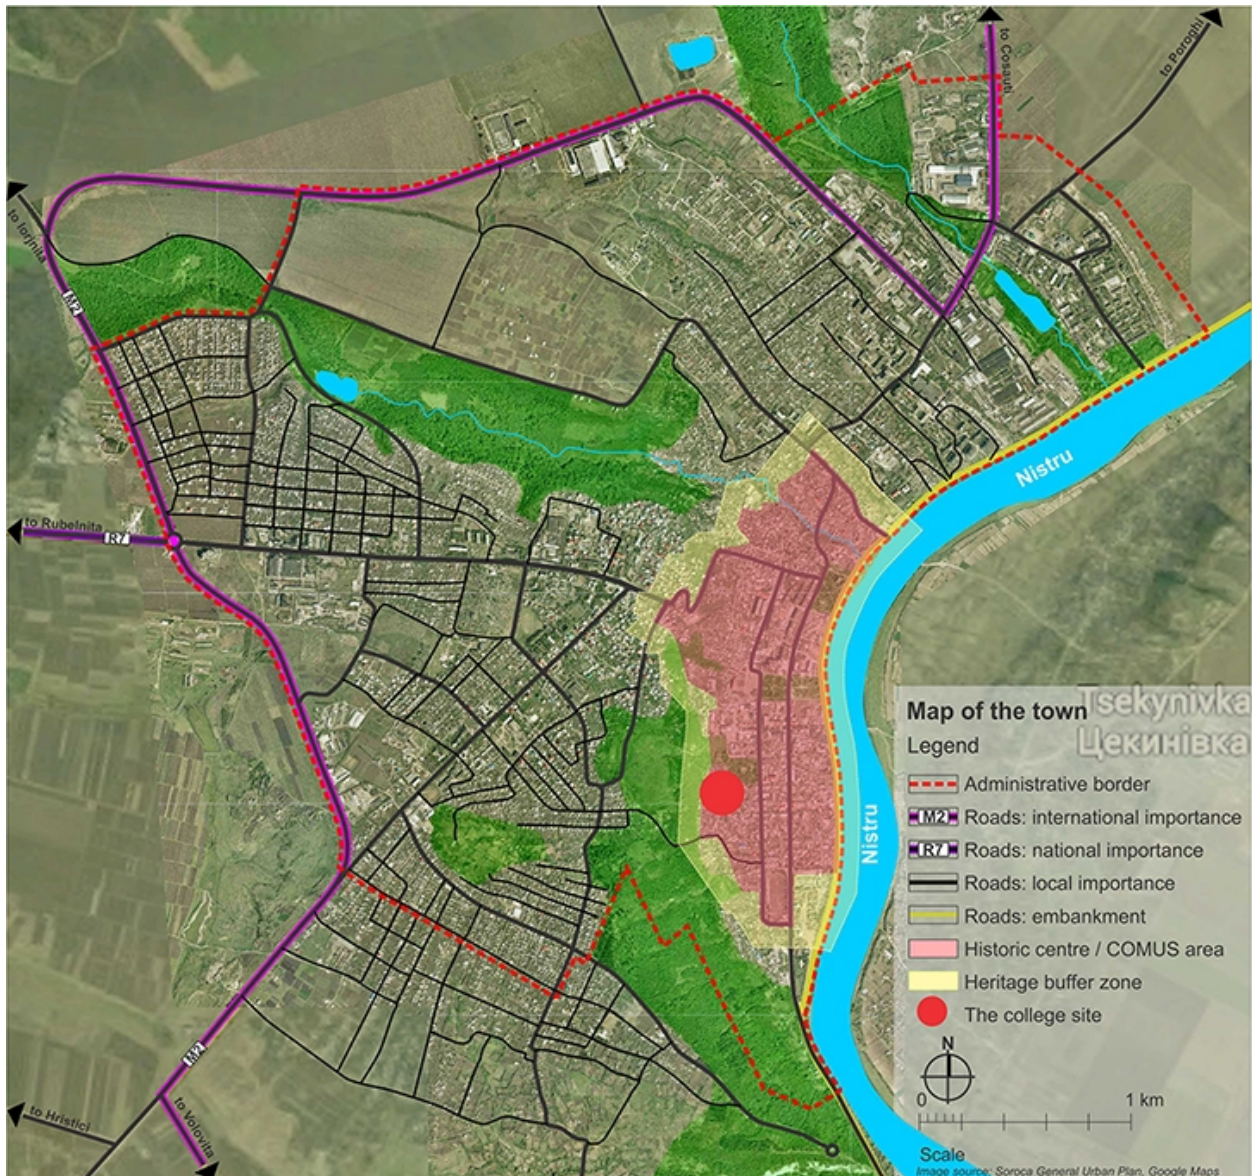 to Cosauti
to Poroghi
to Iorjnita
M2
Nistru
to Rubelnita
R7
Tsekynivka
Цекинівка
Map of the town
Legend
Administrative border
M2 Roads: international importance
R7 Roads: national importance
Roads: local importance
Roads: embankment
Historic centre / COMUS area
Heritage buffer zone
The college site
Nistru
N
0 1 km
Scale
Image source: Soroca General Urban Plan, Google Maps
M2
to Hristici
to Volovita